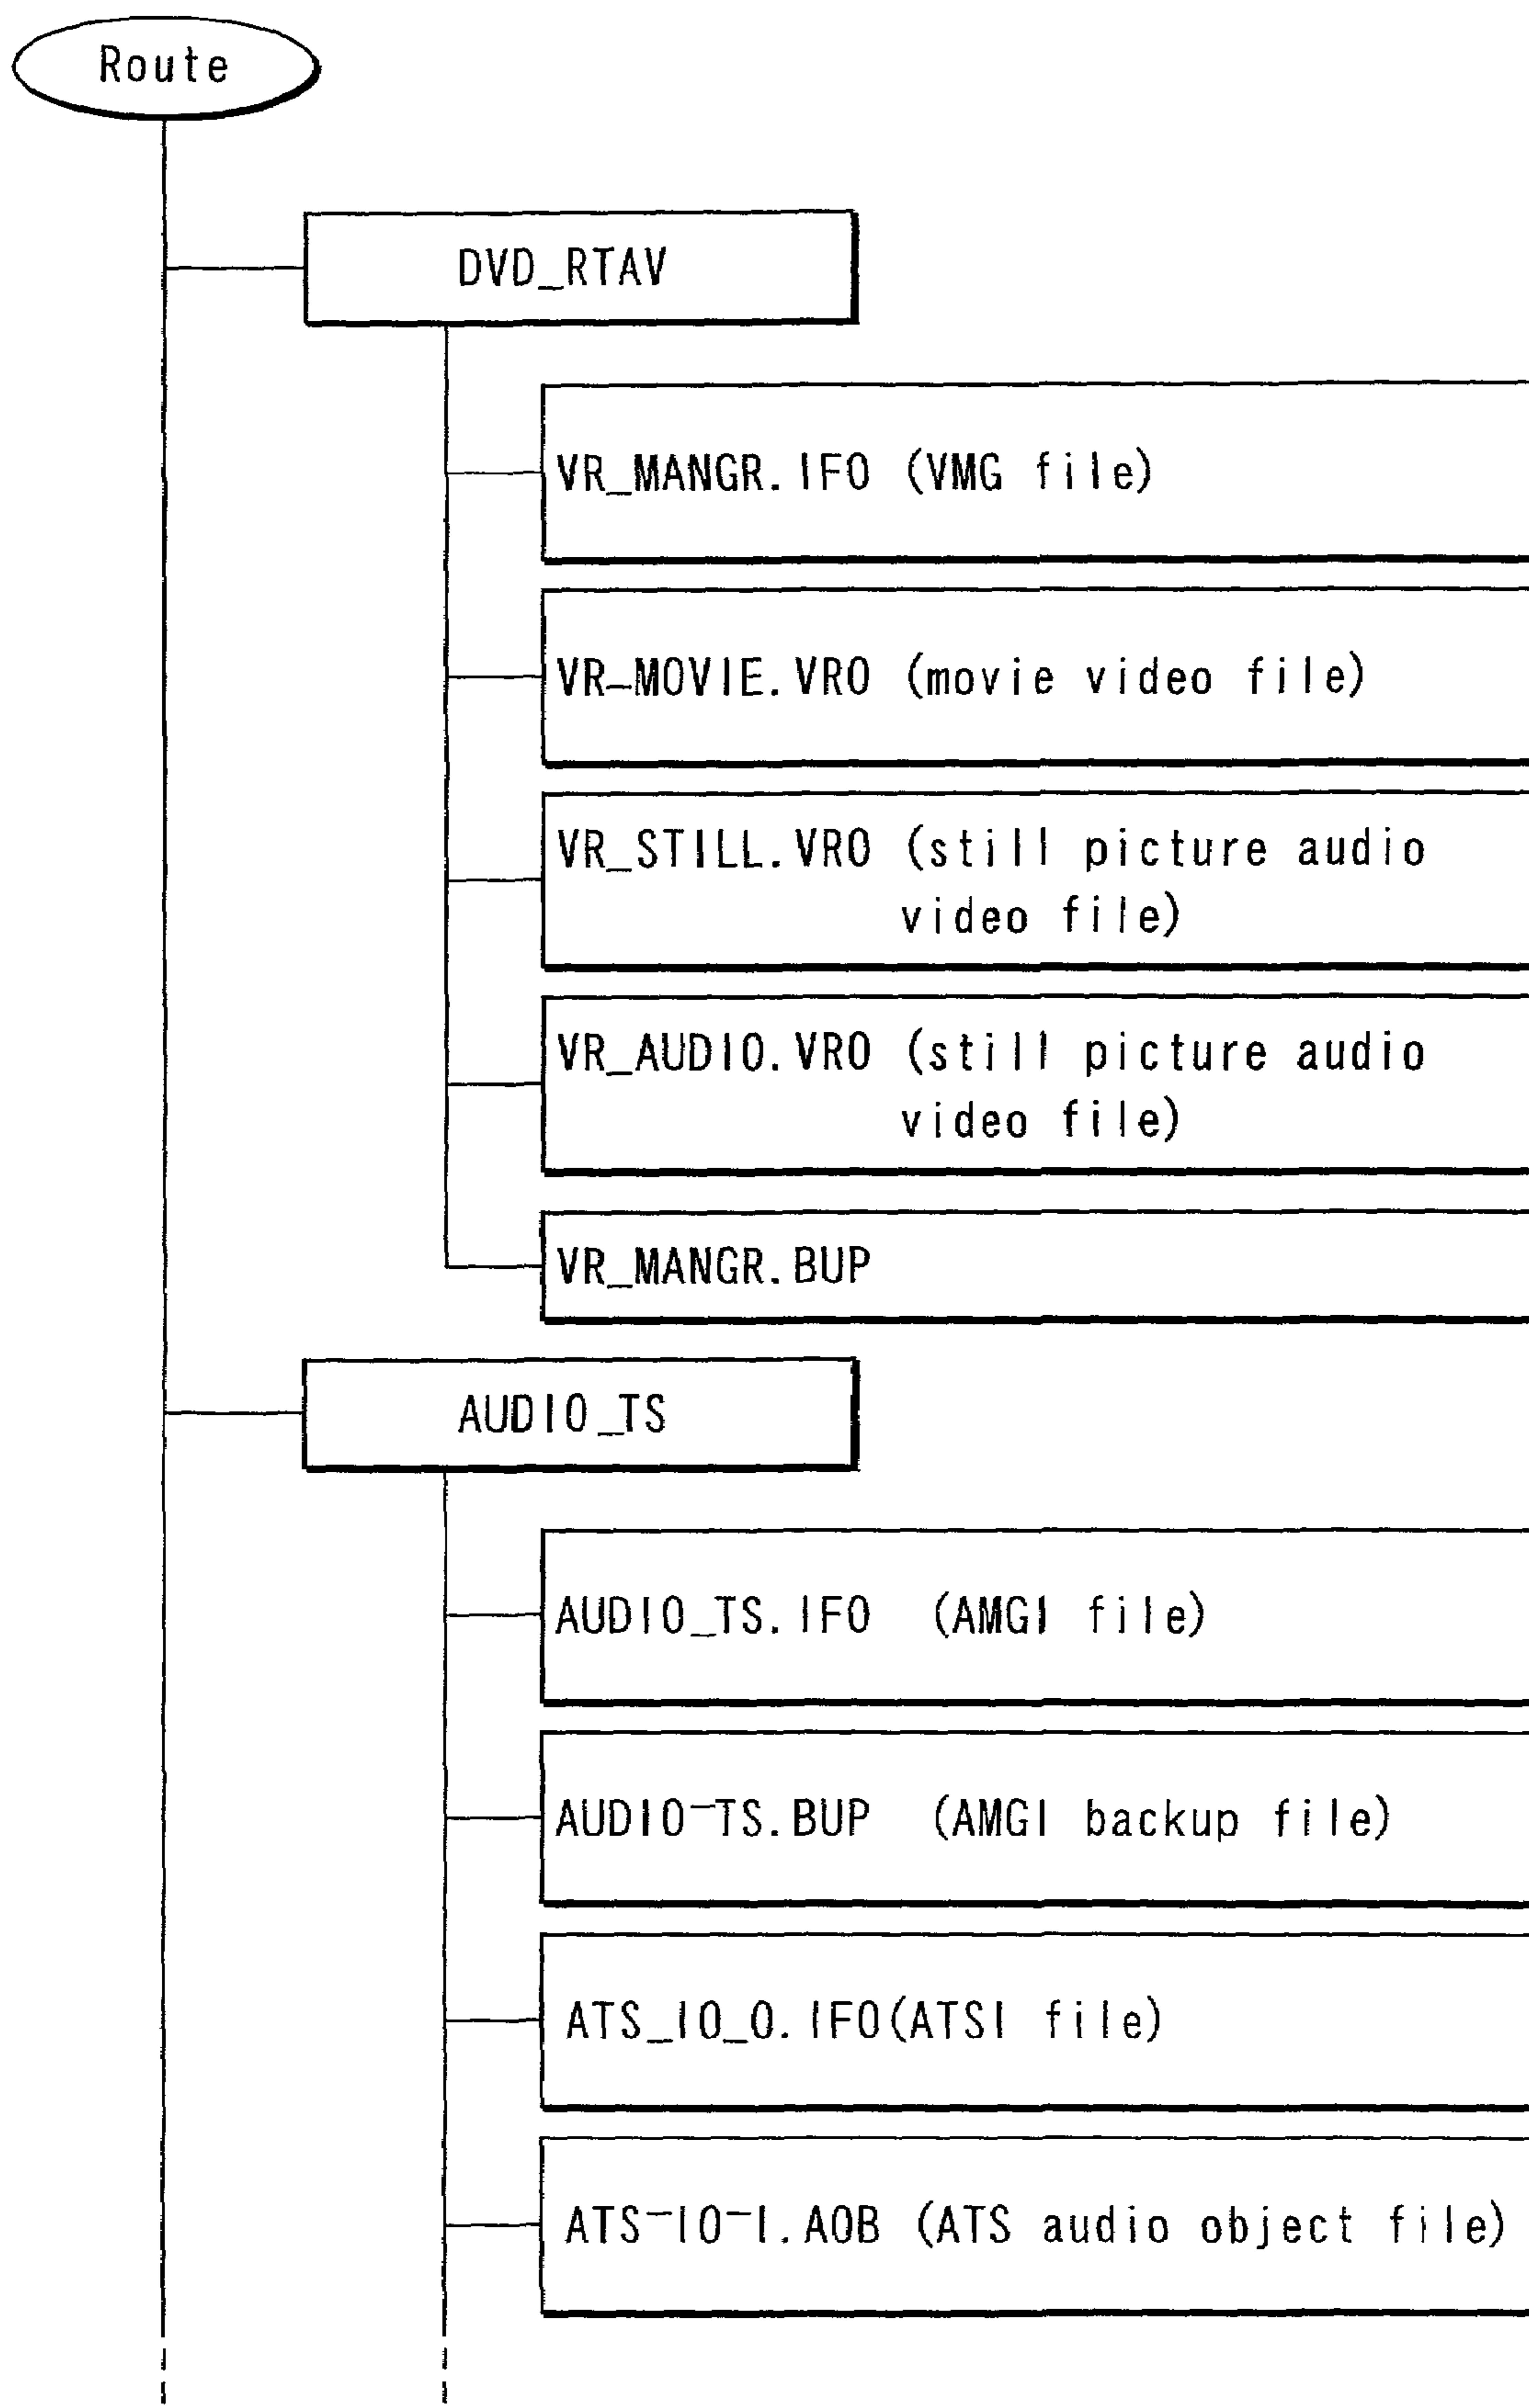 Route
DVD_RTAV
VR_MANGR.IFO (VMG file)
VR-MOVIE.VRO (movie video file)
VR_STILL.VRO (still picture audio
video file)
VR_AUDIO.VRO (still picture audio
video file)
VR_MANGR.BUP
AUDIO_TS
AUDIO_TS.IFO (AMGI file)
AUDIO-TS.BUP (AMGI backup file)
ATS_10_0.IFO(ATSI file)
ATS-10-1.AOB (ATS audio object file)